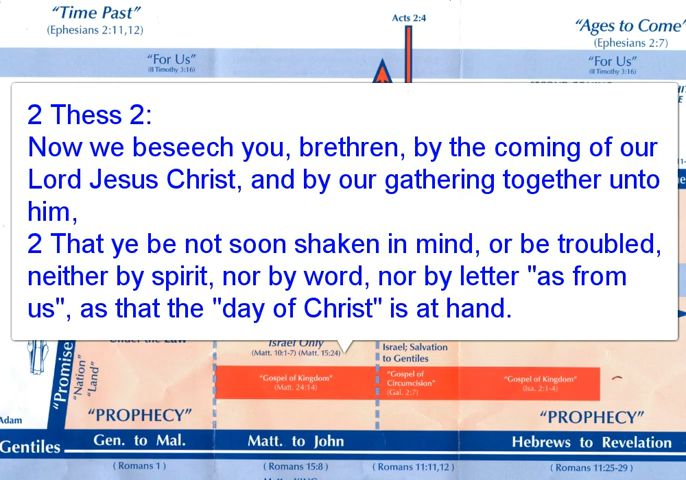 "Time Past"
(Ephesians 2:11,12)
Acts 2:4
"Ages to Come"
(Ephesians 2:7)
"For Us"
(II Timothy 3:16)
"For Us"
(II Timothy 3:16)
2 Thess 2:
Now we beseech you, brethren, by the coming of our
Lord Jesus Christ, and by our gathering together unto
him,
2 That ye be not soon shaken in mind, or be troubled,
neither by spirit, nor by word, nor by letter "as from
us", as that the "day of Christ" is at hand.
Israel Only
(Matt. 10:1-7) (Matt. 15:24)
Israel; Salvation
to Gentiles
"Promise
"Nation"
"Land"
"Gospel of Kingdom"
(Matt. 24:14)
"Gospel of
Circumcision"
(Gal. 2:7)
"Gospel of Kingdom"
(Isa. 2:1-4)
Adam
"PROPHECY"
"PROPHECY"
Gentiles
Gen. to Mal.
Matt. to John
Hebrews to Revelation
( Romans 1 )
( Romans 15:8 )
( Romans 11:11,12 )
( Romans 11:25-29 )